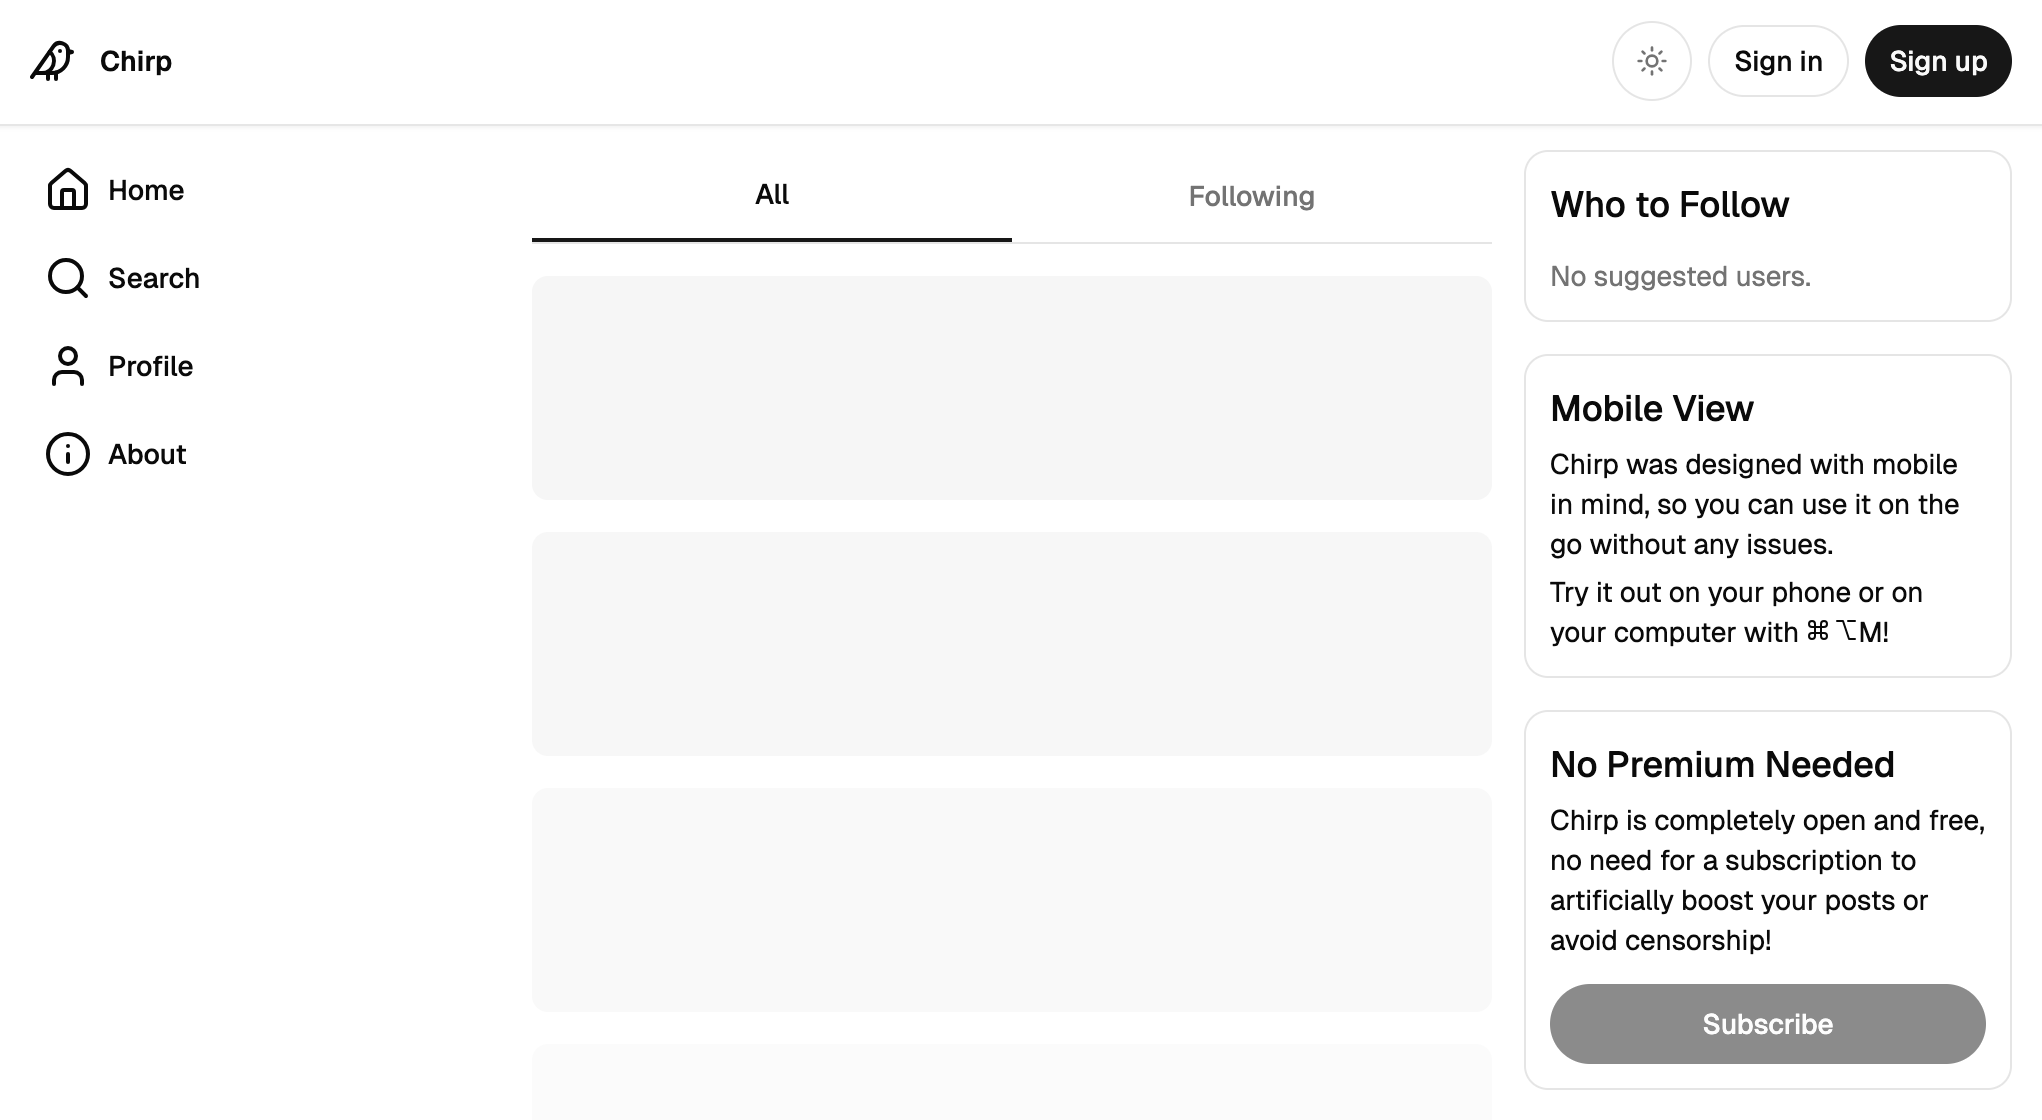 Chirp
Sign in
Sign up
Home
Search
Profile
About
All
Following
Who to Follow
No suggested users.
Mobile View
Chirp was designed with mobile
in mind, so you can use it on the
go without any issues.
Try it out on your phone or on
your computer with ⌘⌥M!
No Premium Needed
Chirp is completely open and free,
no need for a subscription to
artificially boost your posts or
avoid censorship!
Subscribe